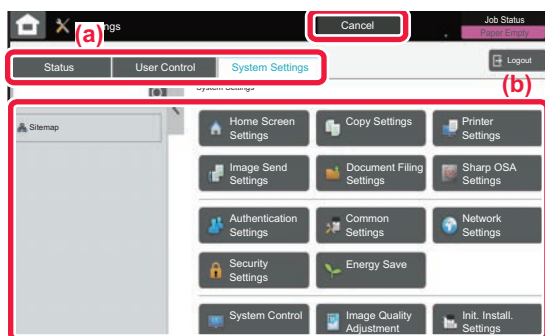 ngs
Cancel
Job Status
Paper Empty
(a)
Status
User Control
System Settings
Logout
(b)
System Settings
Sitemap
Home Screen
Settings
Copy Settings
Printer
Settings
Image Send
Settings
Document Filing
Settings
Sharp OSA
Settings
Authentication
Settings
Common
Settings
Network
Settings
Security
Settings
Energy Save
System Control
Image Quality
Adjustment
Init. Install.
Settings